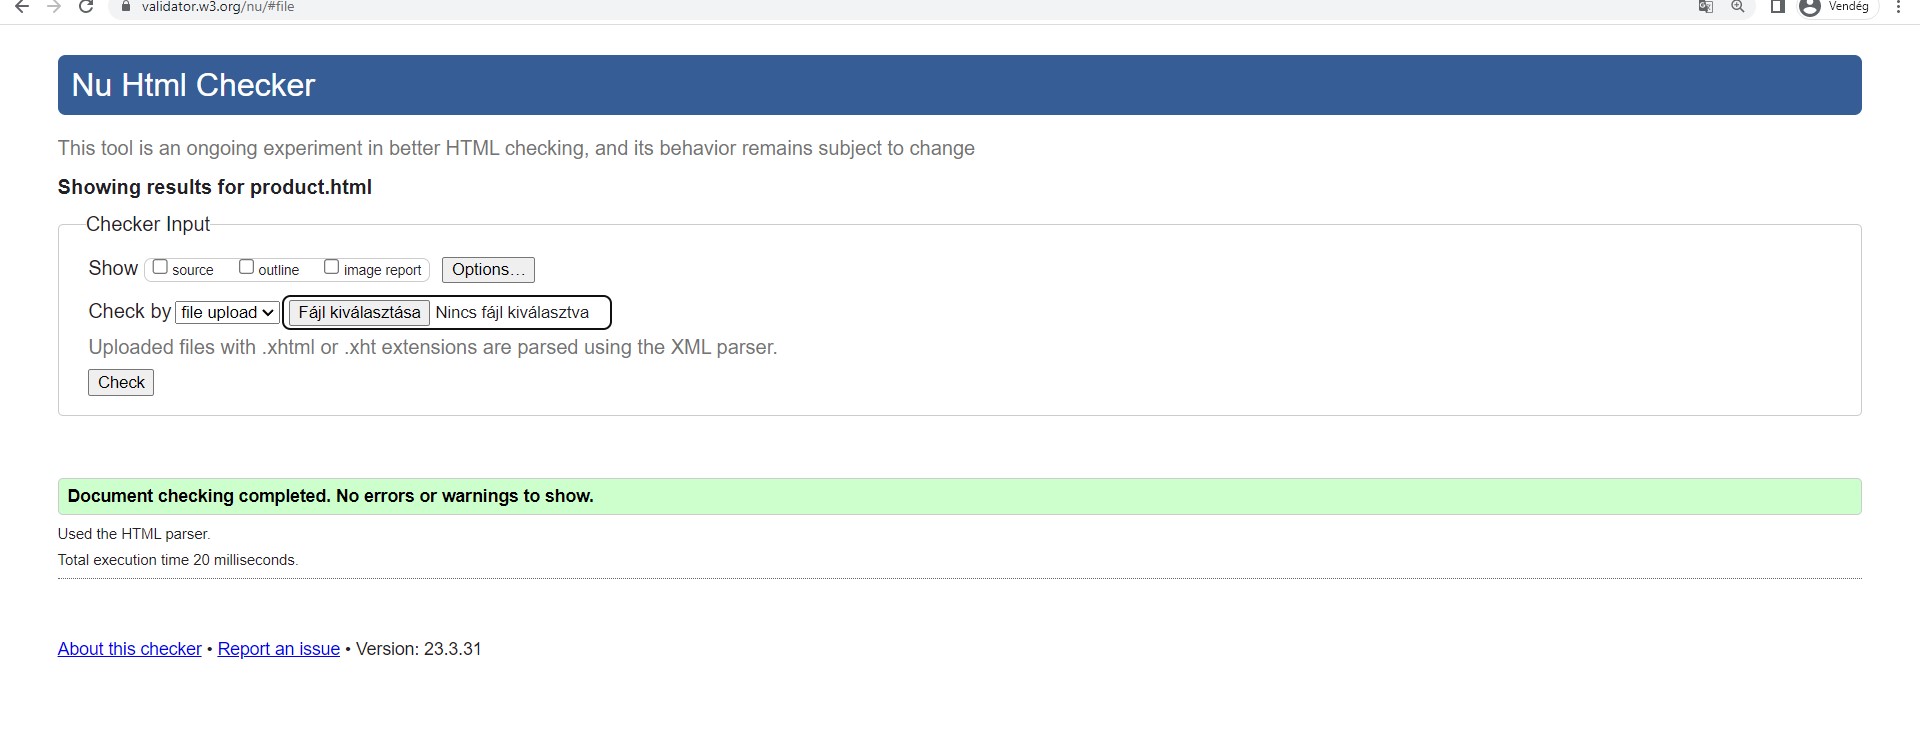 validator.w3.org/nu/#file
Vendég
Nu Html Checker
This tool is an ongoing experiment in better HTML checking, and its behavior remains subject to change
Showing results for product.html
Checker Input
Show source outline image report Options...
Check by file upload Fájl kiválasztása Nincs fájl kiválasztva
Uploaded files with .xhtml or .xht extensions are parsed using the XML parser.
Check
Document checking completed. No errors or warnings to show.
Used the HTML parser.
Total execution time 20 milliseconds.
About this checker • Report an issue • Version: 23.3.31